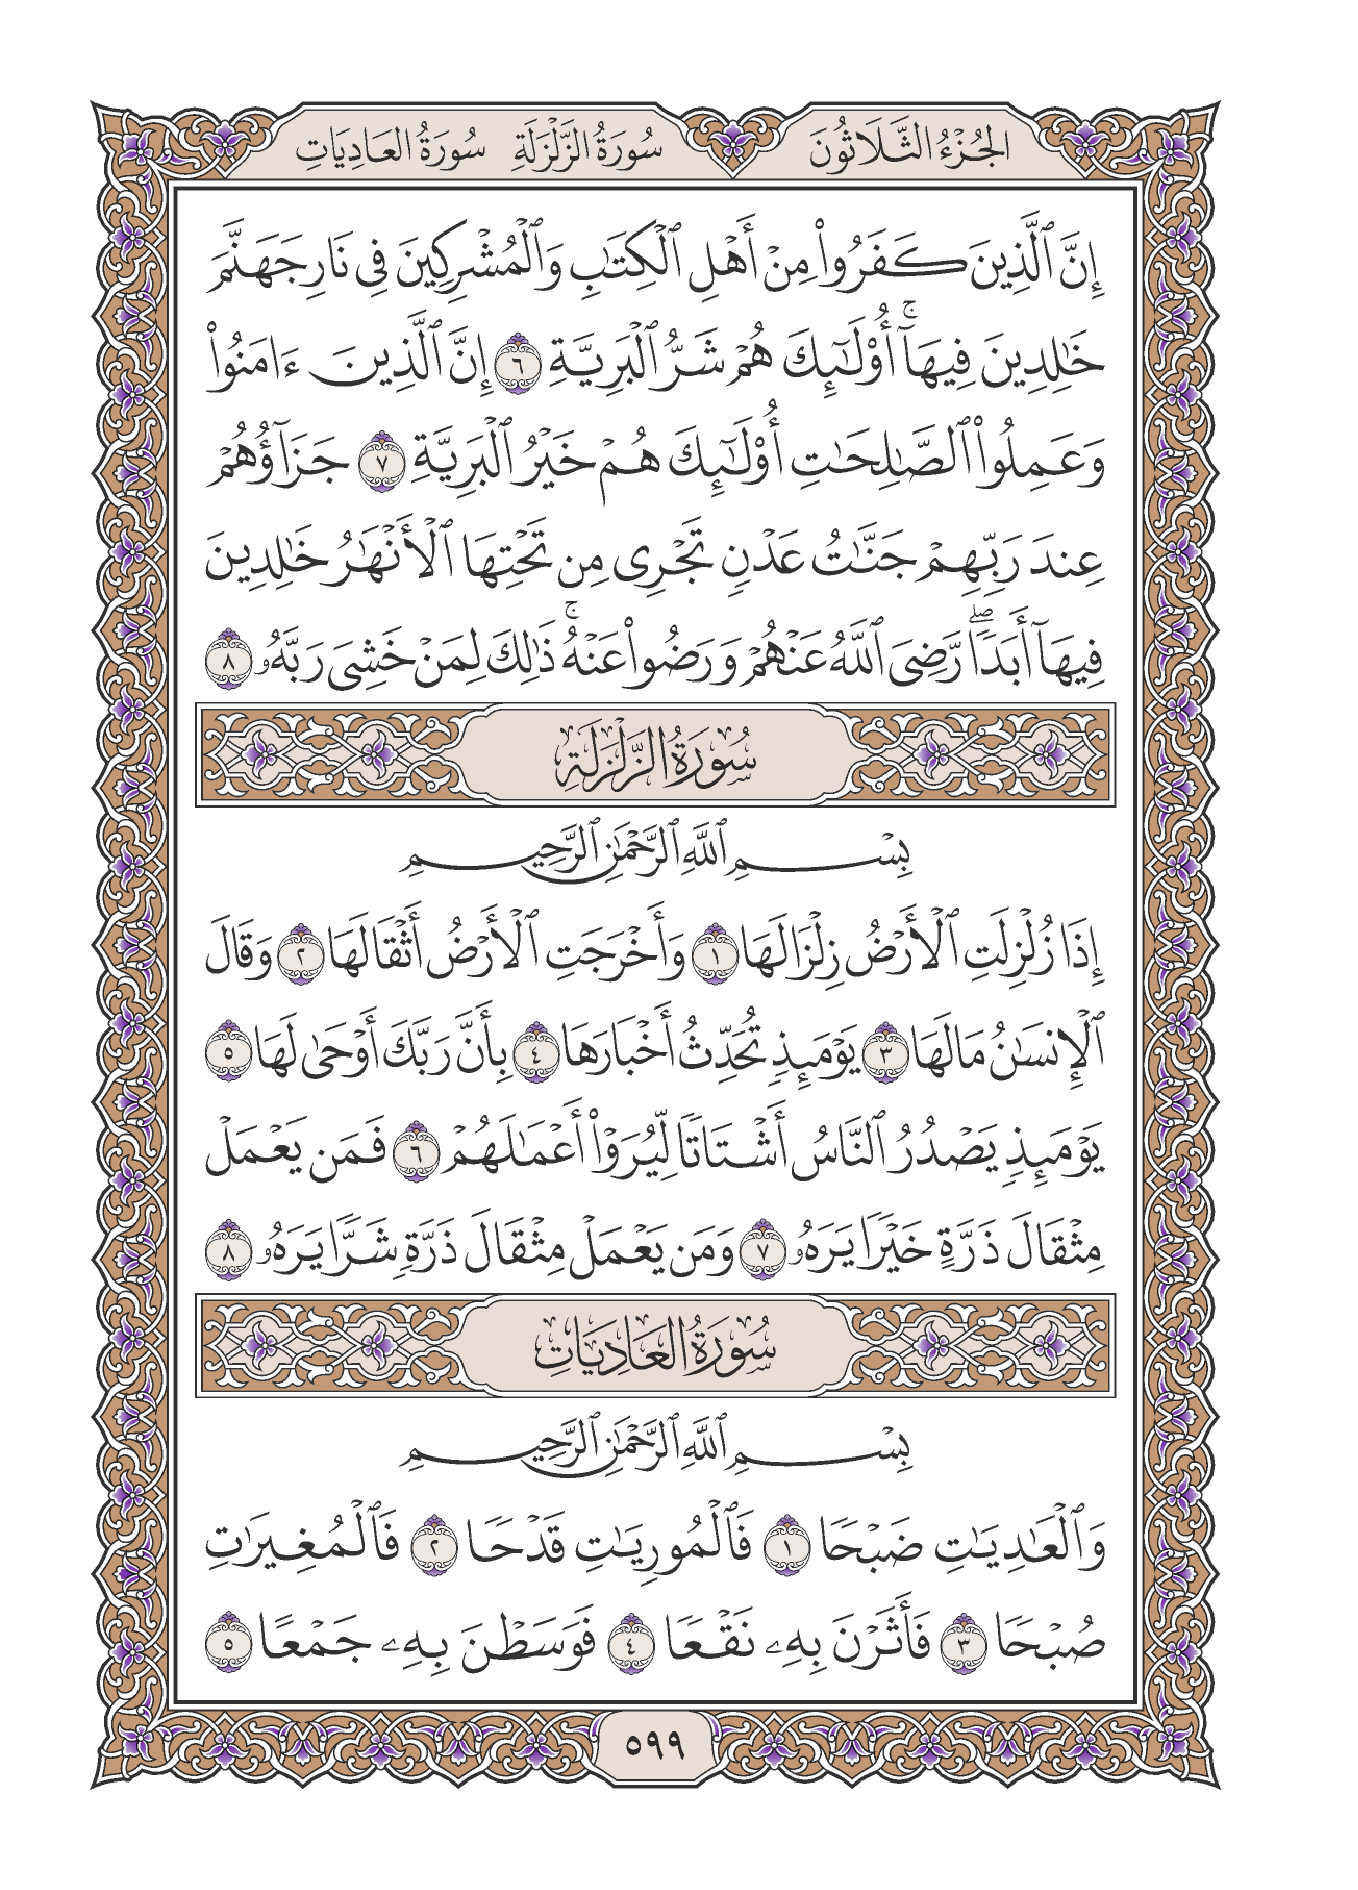 الجُزْءُ الثَّلَاثُونَ سُورَةُ الزَّلْزَلَةِ سُورَةُ العَادِيَاتِ
إِنَّ ٱلَّذِينَ كَفَرُواْ مِنْ أَهْلِ ٱلْكِتَٰبِ وَٱلْمُشْرِكِينَ فِى نَارِ جَهَنَّمَ
خَٰلِدِينَ فِيهَآۚ أُوْلَٰٓئِكَ هُمْ شَرُّ ٱلْبَرِيَّةِ ٦ إِنَّ ٱلَّذِينَ ءَامَنُواْ
وَعَمِلُواْ ٱلصَّٰلِحَٰتِ أُوْلَٰٓئِكَ هُمْ خَيْرُ ٱلْبَرِيَّةِ ٧ جَزَآؤُهُمْ
عِندَ رَبِّهِمْ جَنَّٰتُ عَدْنٍ تَجْرِى مِن تَحْتِهَا ٱلْأَنْهَٰرُ خَٰلِدِينَ
فِيهَآ أَبَدًاۖ رَّضِىَ ٱللَّهُ عَنْهُمْ وَرَضُواْ عَنْهُۚ ذَٰلِكَ لِمَنْ خَشِىَ رَبَّهُۥ ٨
سُورَةُ الزَّلْزَلَةِ
بِسْمِ ٱللَّهِ ٱلرَّحْمَٰنِ ٱلرَّحِيمِ
إِذَا زُلْزِلَتِ ٱلْأَرْضُ زِلْزَالَهَا ١ وَأَخْرَجَتِ ٱلْأَرْضُ أَثْقَالَهَا ٢ وَقَالَ
ٱلْإِنسَٰنُ مَا لَهَا ٣ يَوْمَئِذٍ تُحَدِّثُ أَخْبَارَهَا ٤ بِأَنَّ رَبَّكَ أَوْحَىٰ لَهَا ٥
يَوْمَئِذٍ يَصْدُرُ ٱلنَّاسُ أَشْتَاتًا لِّيُرَوْاْ أَعْمَٰلَهُمْ ٦ فَمَن يَعْمَلْ
مِثْقَالَ ذَرَّةٍ خَيْرًا يَرَهُۥ ٧ وَمَن يَعْمَلْ مِثْقَالَ ذَرَّةٍ شَرًّا يَرَهُۥ ٨
سُورَةُ العَادِيَاتِ
بِسْمِ ٱللَّهِ ٱلرَّحْمَٰنِ ٱلرَّحِيمِ
وَٱلْعَٰدِيَٰتِ ضَبْحًا ١ فَٱلْمُورِيَٰتِ قَدْحًا ٢ فَٱلْمُغِيرَٰتِ
صُبْحًا ٣ فَأَثَرْنَ بِهِۦ نَقْعًا ٤ فَوَسَطْنَ بِهِۦ جَمْعًا ٥
٥٩٩